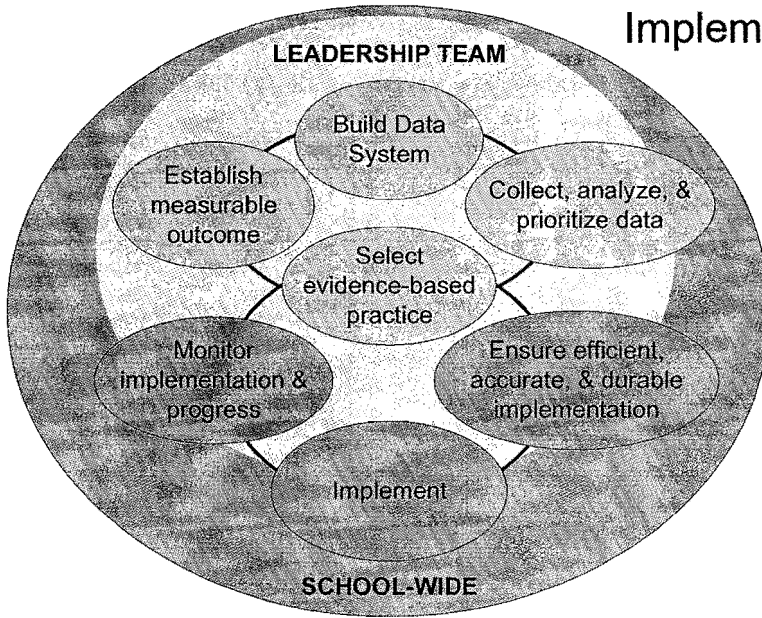 Implem
LEADERSHIP TEAM
Build Data
System
Establish
measurable
outcome
Collect, analyze, &
prioritize data
Select
evidence-based
practice
Monitor
implementation &
progress
Ensure efficient,
accurate, & durable
implementation
Implement
SCHOOL-WIDE